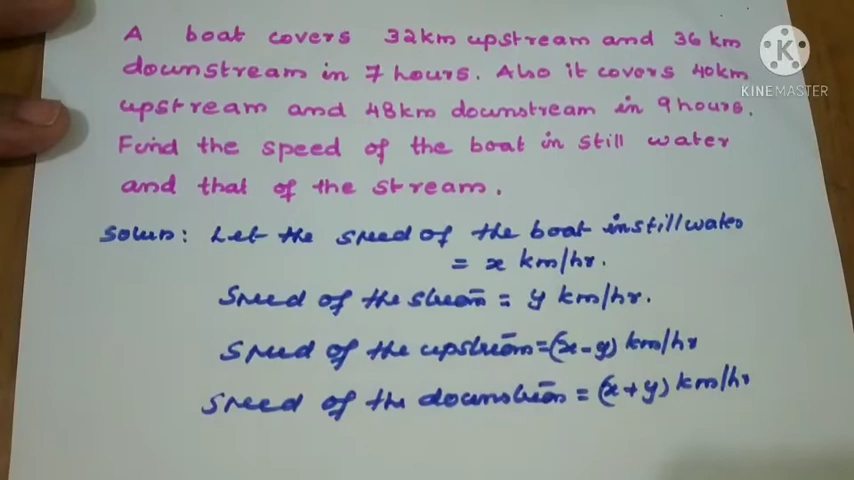 A boat covers 32km upstream and 36 km
downstream in 7 hours. Also it covers 40km
upstream and 48km downstream in 9 hours.
Find the speed of the boat in still water
and that of the stream.
Soln: Let the speed of the boat in still water
= x km/hr.
Speed of the stream = y km/hr.
Speed of the upstream = (x-y) km/hr
Speed of the downstream = (x+y) km/hr
K
KINEMASTER